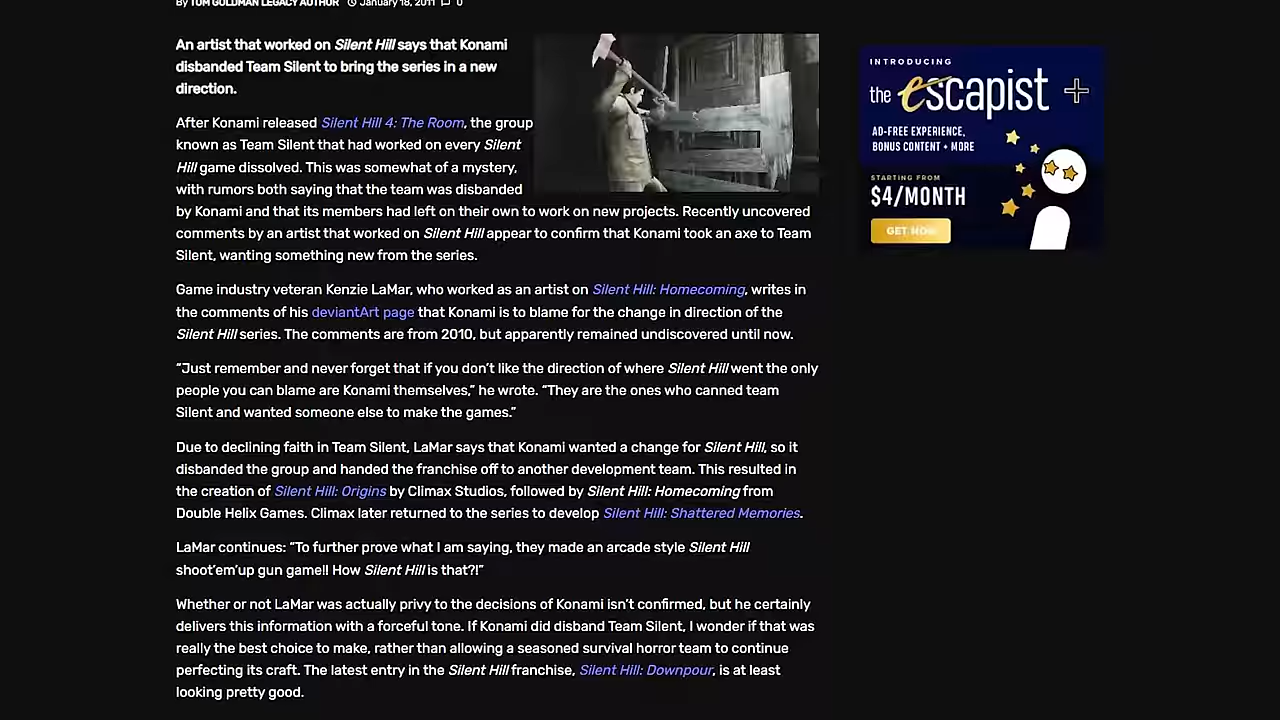 By TOM GOLDMAN LEGACY AUTHOR January 18, 2011 0
An artist that worked on Silent Hill says that Konami
disbanded Team Silent to bring the series in a new
direction.
After Konami released Silent Hill 4: The Room, the group
known as Team Silent that had worked on every Silent
Hill game dissolved. This was somewhat of a mystery,
with rumors both saying that the team was disbanded
by Konami and that its members had left on their own to work on new projects. Recently uncovered
comments by an artist that worked on Silent Hill appear to confirm that Konami took an axe to Team
Silent, wanting something new from the series.
Game industry veteran Kenzie LaMar, who worked as an artist on Silent Hill: Homecoming, writes in
the comments of his deviantArt page that Konami is to blame for the change in direction of the
Silent Hill series. The comments are from 2010, but apparently remained undiscovered until now.
“Just remember and never forget that if you don’t like the direction of where Silent Hill went the only
people you can blame are Konami themselves,” he wrote. “They are the ones who canned team
Silent and wanted someone else to make the games.”
Due to declining faith in Team Silent, LaMar says that Konami wanted a change for Silent Hill, so it
disbanded the group and handed the franchise off to another development team. This resulted in
the creation of Silent Hill: Origins by Climax Studios, followed by Silent Hill: Homecoming from
Double Helix Games. Climax later returned to the series to develop Silent Hill: Shattered Memories.
LaMar continues: “To further prove what I am saying, they made an arcade style Silent Hill
shoot’em’up gun game!! How Silent Hill is that?!”
Whether or not LaMar was actually privy to the decisions of Konami isn’t confirmed, but he certainly
delivers this information with a forceful tone. If Konami did disband Team Silent, I wonder if that was
really the best choice to make, rather than allowing a seasoned survival horror team to continue
perfecting its craft. The latest entry in the Silent Hill franchise, Silent Hill: Downpour, is at least
looking pretty good.
INTRODUCING
the escapist +
AD-FREE EXPERIENCE,
BONUS CONTENT + MORE
STARTING FROM
$4/MONTH
GET NOW